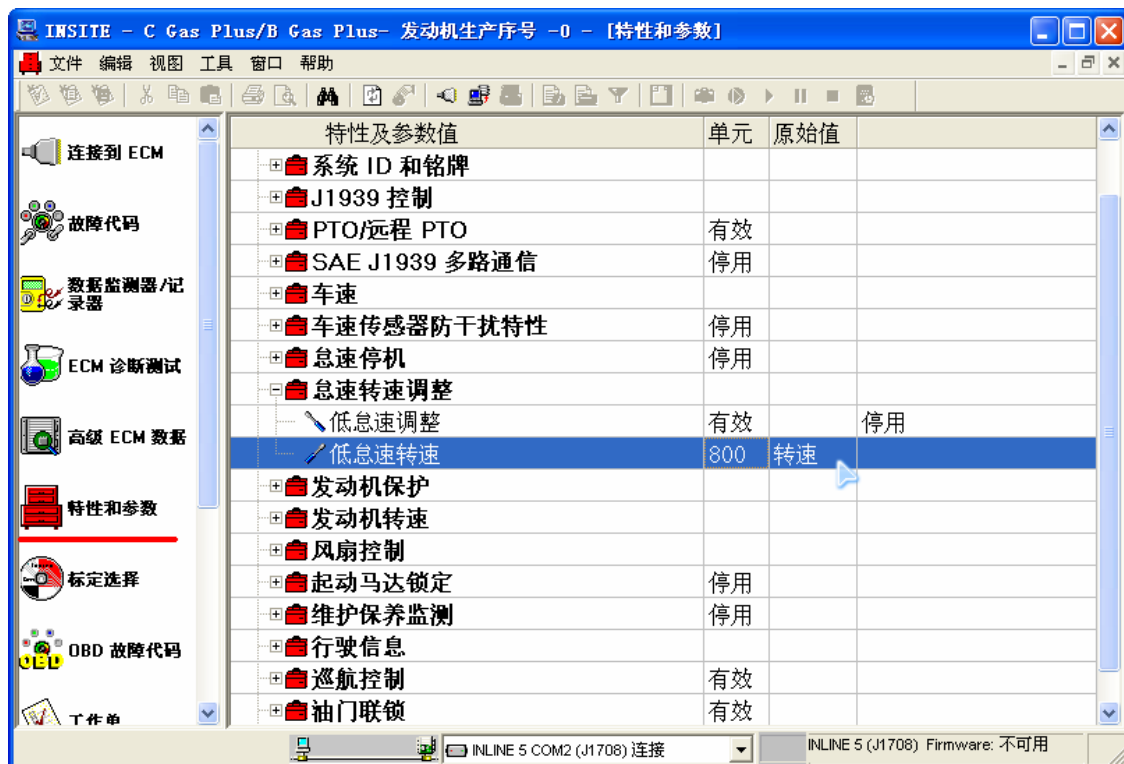 INSITE - C Gas Plus/B Gas Plus- 发动机生产序号 -0 - [特性和参数]
文件 编辑 视图 工具 窗口 帮助
连接到 ECM
故障代码
数据监测器/记
录器
ECM 诊断测试
高级 ECM 数据
特性和参数
标定选择
OBD 故障代码
工作单
特性及参数值 单元 原始值
系统 ID 和铭牌
J1939 控制
PTO/远程 PTO 有效
SAE J1939 多路通信 停用
车速
车速传感器防干扰特性 停用
怠速停机 停用
怠速转速调整
低怠速调整 有效 停用
低怠速转速 800 转速
发动机保护
发动机转速
风扇控制
起动马达锁定 停用
维护保养监测 停用
行驶信息
巡航控制 有效
油门联锁 有效
INLINE 5 COM2 (J1708) 连接
INLINE 5 (J1708) Firmware: 不可用